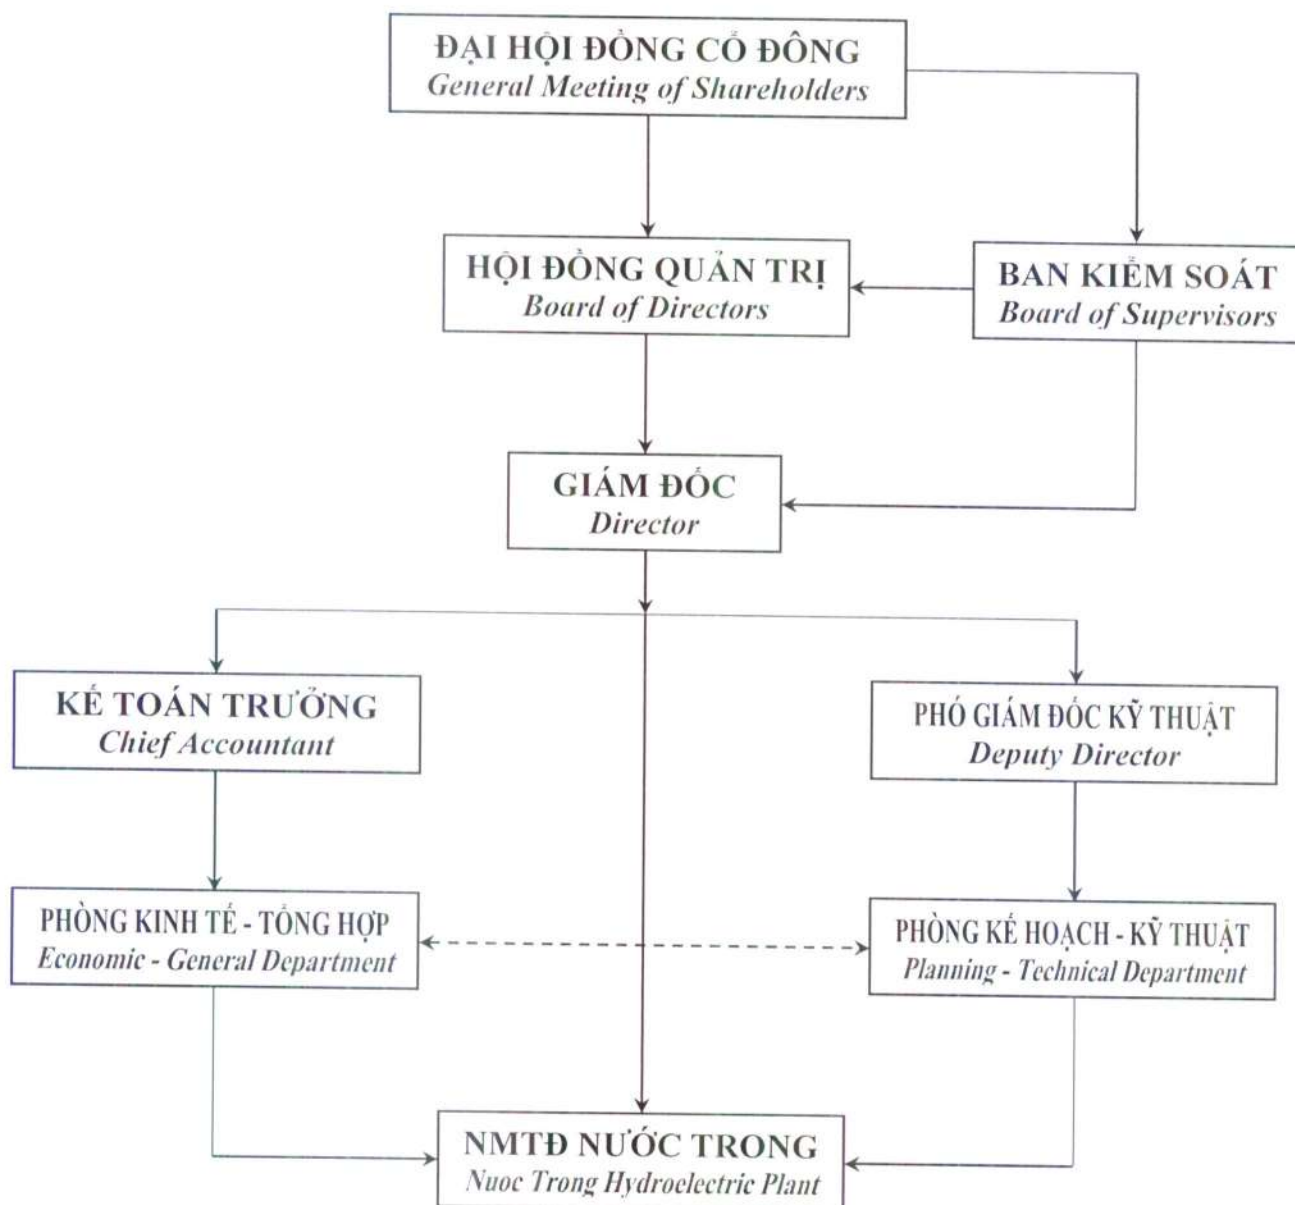 ĐẠI HỘI ĐỒNG CỔ ĐÔNG
General Meeting of Shareholders
HỘI ĐỒNG QUẢN TRỊ
Board of Directors
BAN KIỂM SOÁT
Board of Supervisors
GIÁM ĐỐC
Director
KẾ TOÁN TRƯỞNG
Chief Accountant
PHÓ GIÁM ĐỐC KỸ THUẬT
Deputy Director
PHÒNG KINH TẾ - TỔNG HỢP
Economic - General Department
PHÒNG KẾ HOẠCH - KỸ THUẬT
Planning - Technical Department
NMTĐ NƯỚC TRONG
Nuoc Trong Hydroelectric Plant